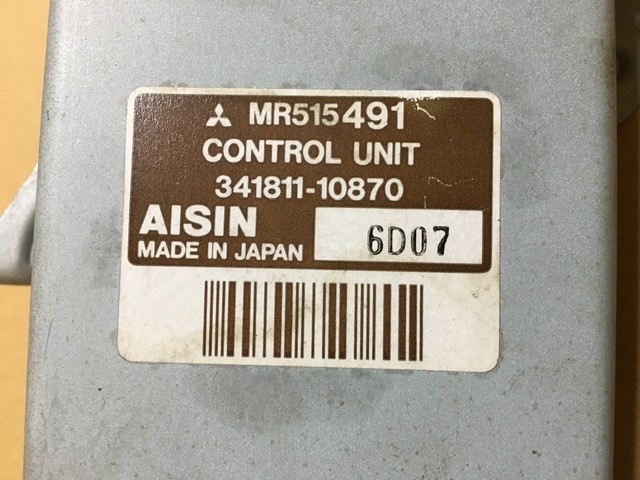 MR515491
CONTROL UNIT
341811-10870
AISIN
MADE IN JAPAN
6D07